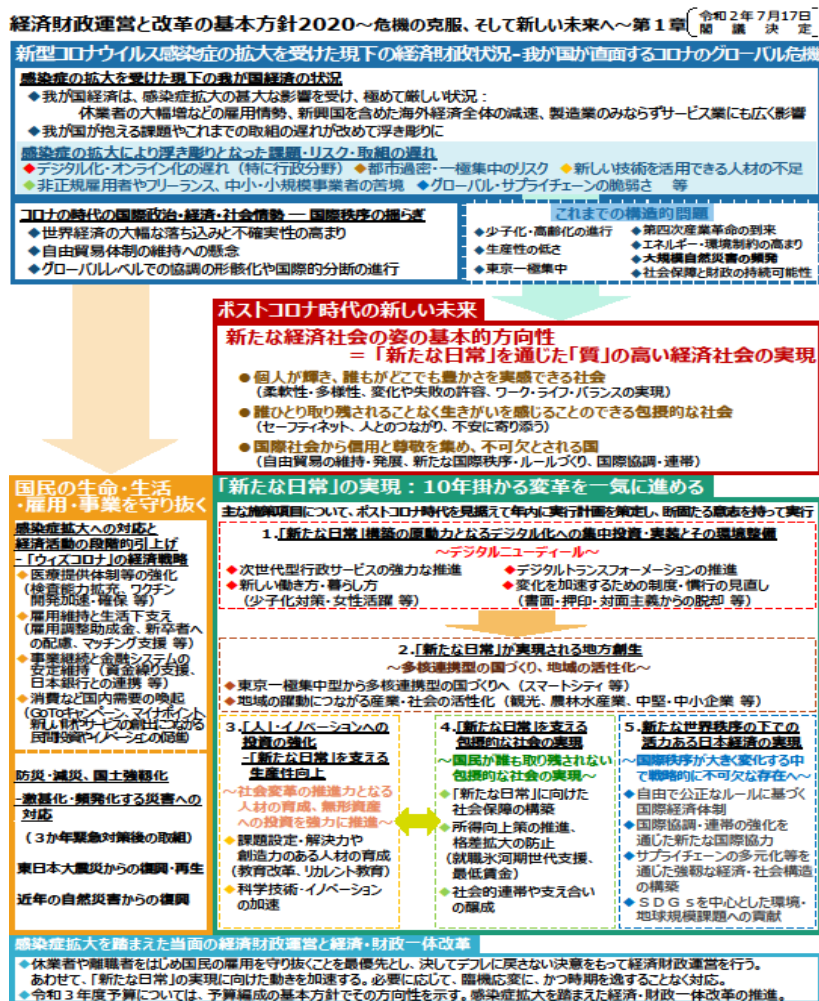 経済財政運営と改革の基本方針2020～危機の克服、そして新しい未来へ～第1章
令和2年7月17日
閣議決定
新型コロナウイルス感染症の拡大を受けた現下の経済財政状況-我が国が直面するコロナのグローバル危機
感染症の拡大を受けた現下の我が国経済の状況
◆我が国経済は、感染症拡大の甚大な影響を受け、極めて厳しい状況：
休業者の大幅増などの雇用情勢、新興国を含めた海外経済全体の減速、製造業のみならずサービス業にも広く影響
◆我が国が抱える課題やこれまでの取組の遅れが改めて浮き彫りに
感染症の拡大により浮き彫りとなった課題・リスク・取組の遅れ
◆デジタル化・オンライン化の遅れ（特に行政分野）◆都市過密・一極集中のリスク ◆新しい技術を活用できる人材の不足
◆非正規雇用者やフリーランス、中小・小規模事業者の苦境 ◆グローバル・サプライチェーンの脆弱さ 等
コロナの時代の国際政治・経済・社会情勢 ― 国際秩序の揺らぎ
◆世界経済の大幅な落ち込みと不確実性の高まり
◆自由貿易体制の維持への懸念
◆グローバルレベルでの協調の形骸化や国際的分断の進行
これまでの構造的問題
◆少子化・高齢化の進行
◆生産性の低さ
◆東京一極集中
◆第四次産業革命の到来
◆エネルギー・環境制約の高まり
◆大規模自然災害の頻発
◆社会保障と財政の持続可能性
ポストコロナ時代の新しい未来
新たな経済社会の姿の基本的方向性
＝「新たな日常」を通じた「質」の高い経済社会の実現
●個人が輝き、誰もがどこでも豊かさを実感できる社会
（柔軟性・多様性、変化や失敗の許容、ワーク・ライフ・バランスの実現）
●誰ひとり取り残されることなく生きがいを感じることのできる包摂的な社会
（セーフティネット、人とのつながり、不安に寄り添う）
●国際社会から信用と尊敬を集め、不可欠とされる国
（自由貿易の維持・発展、新たな国際秩序・ルールづくり、国際協調・連帯）
国民の生命・生活
・雇用・事業を守り抜く
感染症拡大への対応と
経済活動の段階的引上げ
-「ウィズコロナ」の経済戦略
◆医療提供体制等の強化
（検査能力拡充、ワクチン
開発加速・確保 等）
◆雇用維持と生活下支え
（雇用調整助成金、新卒者へ
の配慮、マッチング支援 等）
◆事業継続と金融システムの
安定維持（資金繰り支援、
日本銀行との連携 等）
◆消費など国内需要の喚起
（GoToキャンペーン、マイナポイント、
新しい財やサービスの創出につながる
民間投資やイノベーションの促進）
防災・減災、国土強靱化
-激甚化・頻発化する災害への
対応
（３か年緊急対策後の取組）
東日本大震災からの復興・再生
近年の自然災害からの復興
「新たな日常」の実現：10年掛かる変革を一気に進める
主な施策項目について、ポストコロナ時代を見据えて年内に実行計画を策定し、断固たる意志を持って実行
１．「新たな日常」構築の原動力となるデジタル化への集中投資・実装とその環境整備
～デジタルニューディール～
◆次世代型行政サービスの強力な推進
◆デジタルトランスフォーメーションの推進
◆新しい働き方・暮らし方
（少子化対策・女性活躍 等）
◆変化を加速するための制度・慣行の見直し
（書面・押印・対面主義からの脱却 等）
２．「新たな日常」が実現される地方創生
～多核連携型の国づくり、地域の活性化～
◆東京一極集中型から多核連携型の国づくりへ（スマートシティ 等）
◆地域の躍動につながる産業・社会の活性化（観光、農林水産業、中堅・中小企業 等）
３．「人」・イノベーションへの
投資の強化
-「新たな日常」を支える
生産性向上
～社会変革の推進力となる
人材の育成、無形資産
への投資を強力に推進～
◆課題設定・解決力や
創造力のある人材の育成
（教育改革、リカレント教育）
◆科学技術・イノベーション
の加速
４．「新たな日常」を支える
包摂的な社会の実現
～国民が誰も取り残されない
包摂的な社会の実現～
◆「新たな日常」に向けた
社会保障の構築
◆所得向上策の推進、
格差拡大の防止
（就職氷河期世代支援、
最低賃金）
◆社会的連帯や支え合い
の醸成
５．新たな世界秩序の下での
活力ある日本経済の実現
～国際秩序が大きく変化する中
で戦略的に不可欠な存在へ～
◆自由で公正なルールに基づく
国際経済体制
◆国際協調・連帯の強化を
通じた新たな国際協力
◆サプライチェーンの多元化等を
通じた強靱な経済・社会構造
の構築
◆ＳＤＧｓを中心とした環境・
地球規模課題への貢献
感染症拡大を踏まえた当面の経済財政運営と経済・財政一体改革
◆休業者や離職者をはじめ国民の雇用を守り抜くことを最優先とし、決してデフレに戻さない決意をもって経済財政運営を行う。
あわせて、「新たな日常」の実現に向けた動きを加速する。必要に応じて、臨機応変に、かつ時期を逸することなく対応。
◆令和３年度予算については、予算編成の基本方針でその方向性を示す。感染症拡大を踏まえた経済・財政一体改革の推進。